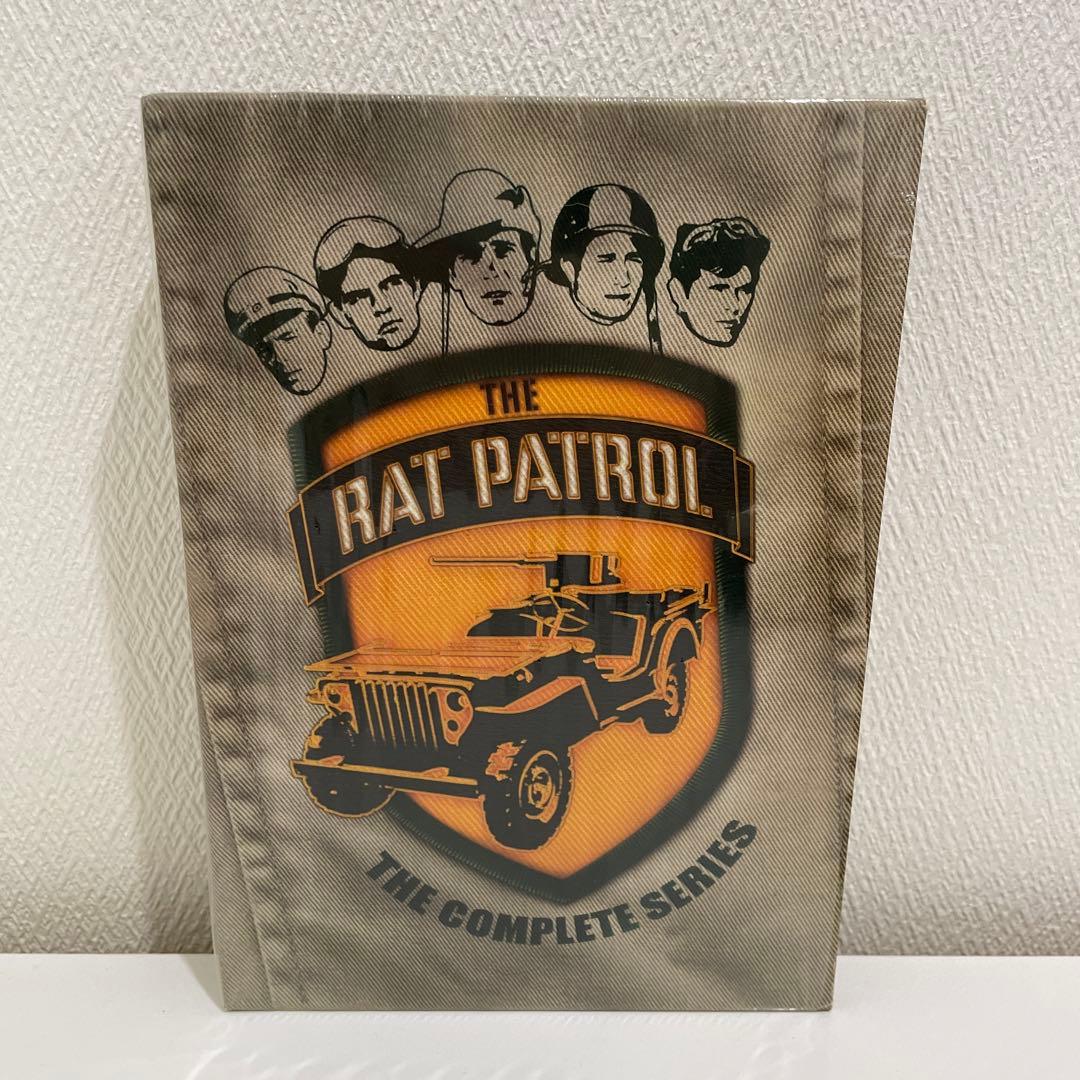 THE
RAT PATROL
THE COMPLETE SERIES